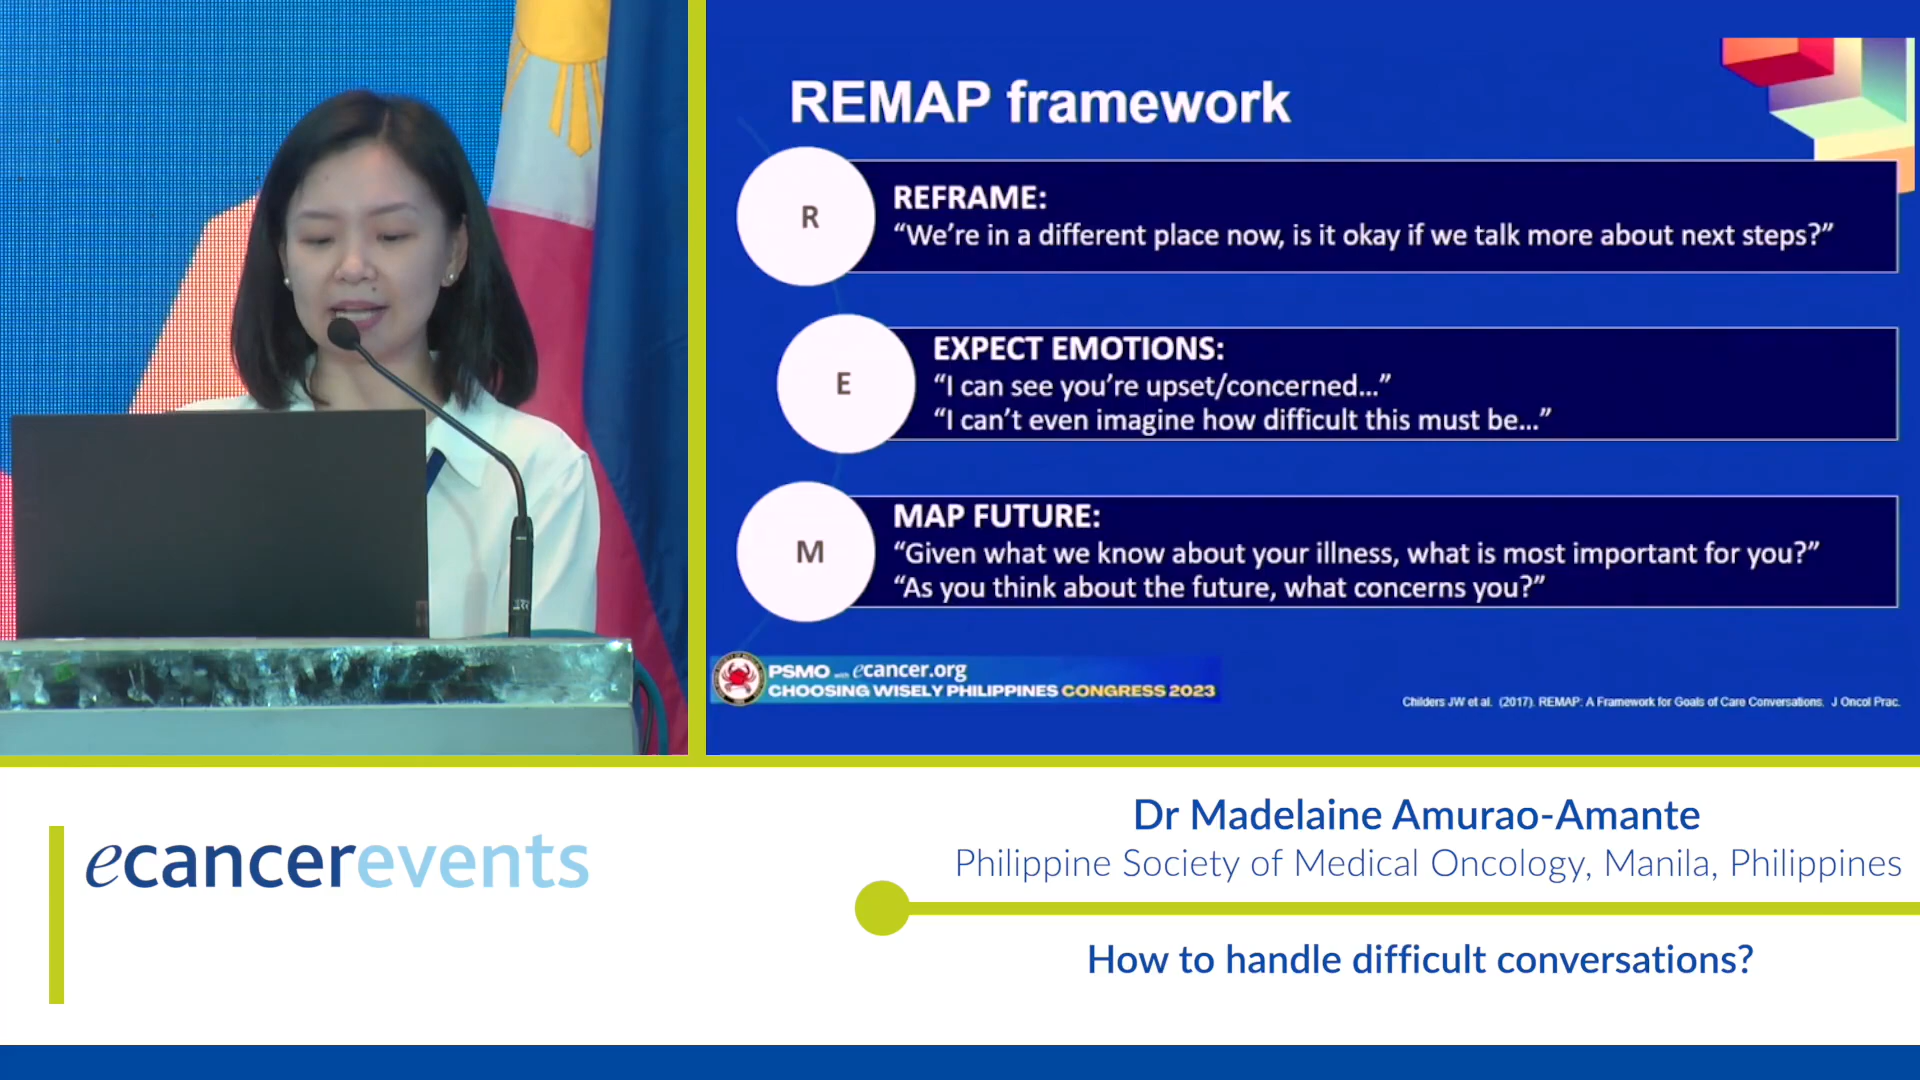 REMAP framework
R
REFRAME:
“We’re in a different place now, is it okay if we talk more about next steps?”
E
EXPECT EMOTIONS:
“I can see you’re upset/concerned...”
“I can’t even imagine how difficult this must be...”
M
MAP FUTURE:
“Given what we know about your illness, what is most important for you?”
“As you think about the future, what concerns you?”
PSMO with ecancer.org
CHOOSING WISELY PHILIPPINES CONGRESS 2023
Childers JW et al. (2017). REMAP: A Framework for Goals of Care Conversations. J Oncol Prac.
ecancerevents
Dr Madelaine Amurao-Amante
Philippine Society of Medical Oncology, Manila, Philippines
How to handle difficult conversations?